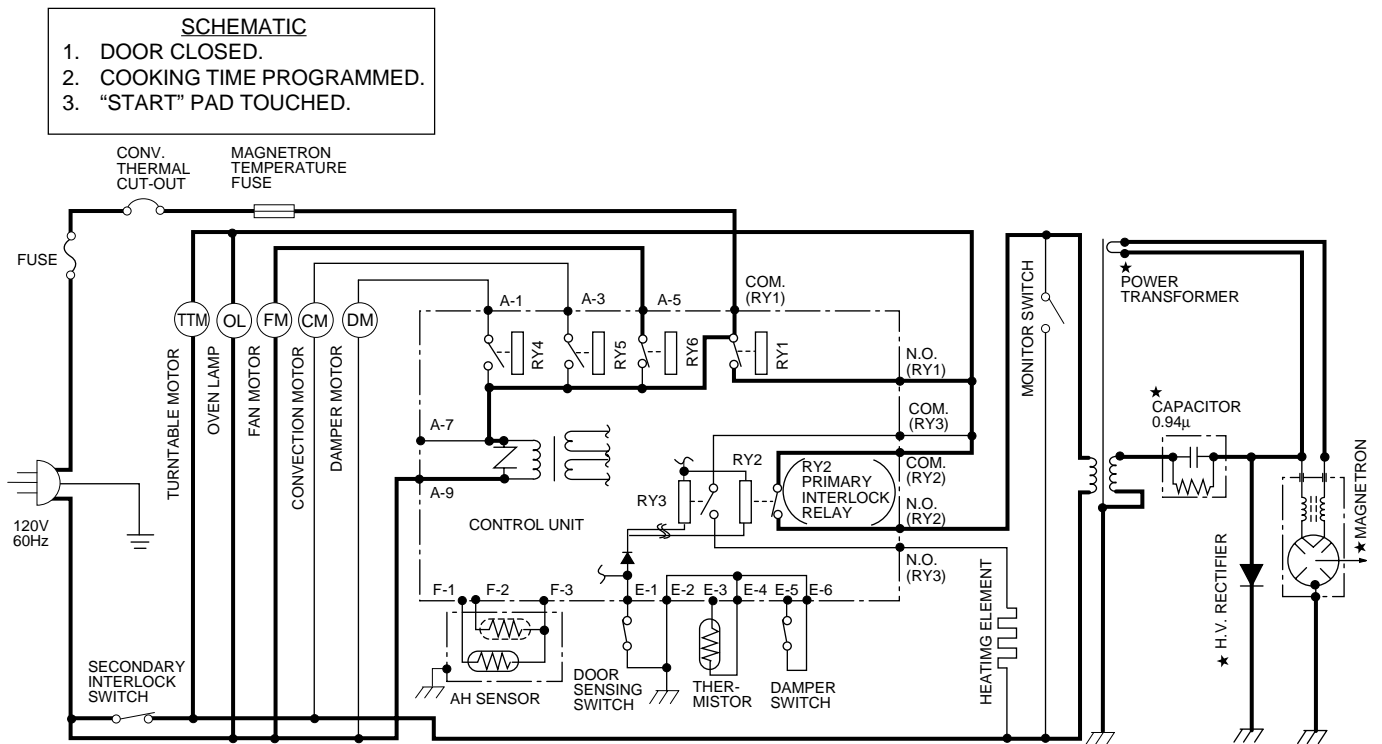 SCHEMATIC
1. DOOR CLOSED.
2. COOKING TIME PROGRAMMED.
3. “START” PAD TOUCHED.
CONV.
THERMAL
CUT-OUT
MAGNETRON
TEMPERATURE
FUSE
FUSE
TTM
OL
FM
CM
DM
TURNTABLE MOTOR
OVEN LAMP
FAN MOTOR
CONVECTION MOTOR
DAMPER MOTOR
A-1
A-3
A-5
COM.
(RY1)
RY4
RY5
RY6
RY1
N.O.
(RY1)
COM.
(RY3)
A-7
A-9
CONTROL UNIT
RY3
RY2
(RY2
PRIMARY
INTERLOCK
RELAY)
COM.
(RY2)
N.O.
(RY2)
N.O.
(RY3)
MONITOR SWITCH
★
POWER
TRANSFORMER
★
CAPACITOR
0.94μ
★ MAGNETRON
★ H.V. RECTIFIER
HEATIMG ELEMENT
120V
60Hz
F-1
F-2
F-3
E-1
E-2
E-3
E-4
E-5
E-6
AH SENSOR
DOOR
SENSING
SWITCH
THER-
MISTOR
DAMPER
SWITCH
SECONDARY
INTERLOCK
SWITCH